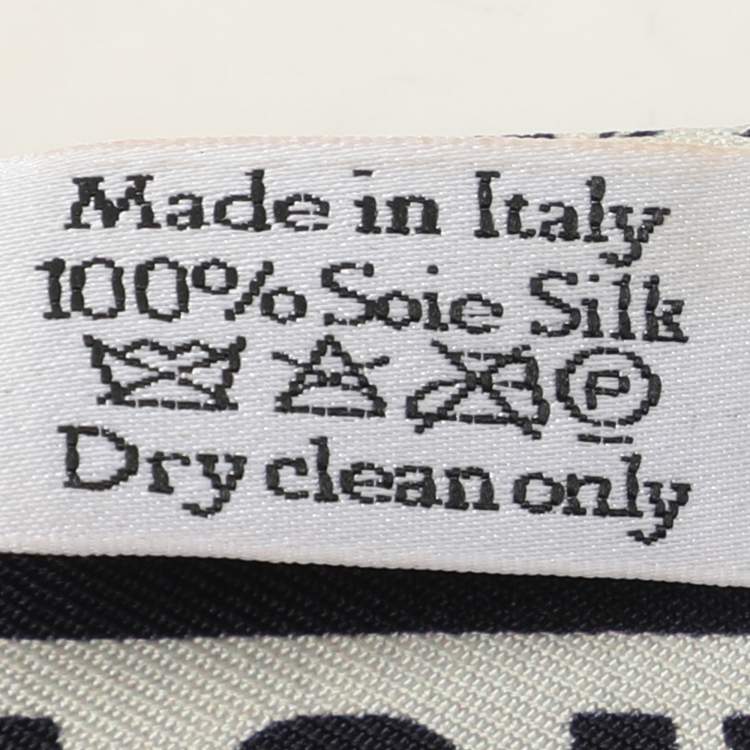 Made in Italy
100% Soie Silk
P
Dry clean only